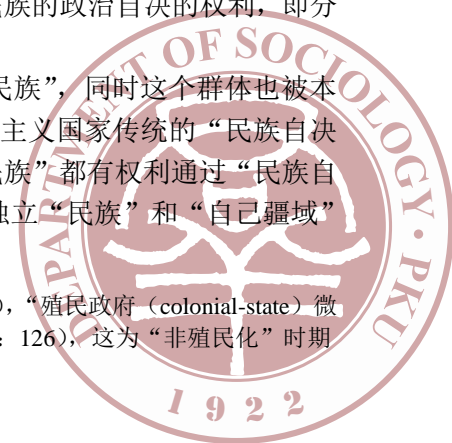 民族的政治自决的权利，即分
民族”，同时这个群体也被本
主义国家传统的“民族自决
民族”都有权利通过“民族自
独立“民族”和“自己疆域”
），“殖民政府（colonial-state）微
：126），这为“非殖民化”时期
DEPARTMENT OF SOCIOLOGY · PKU
1922